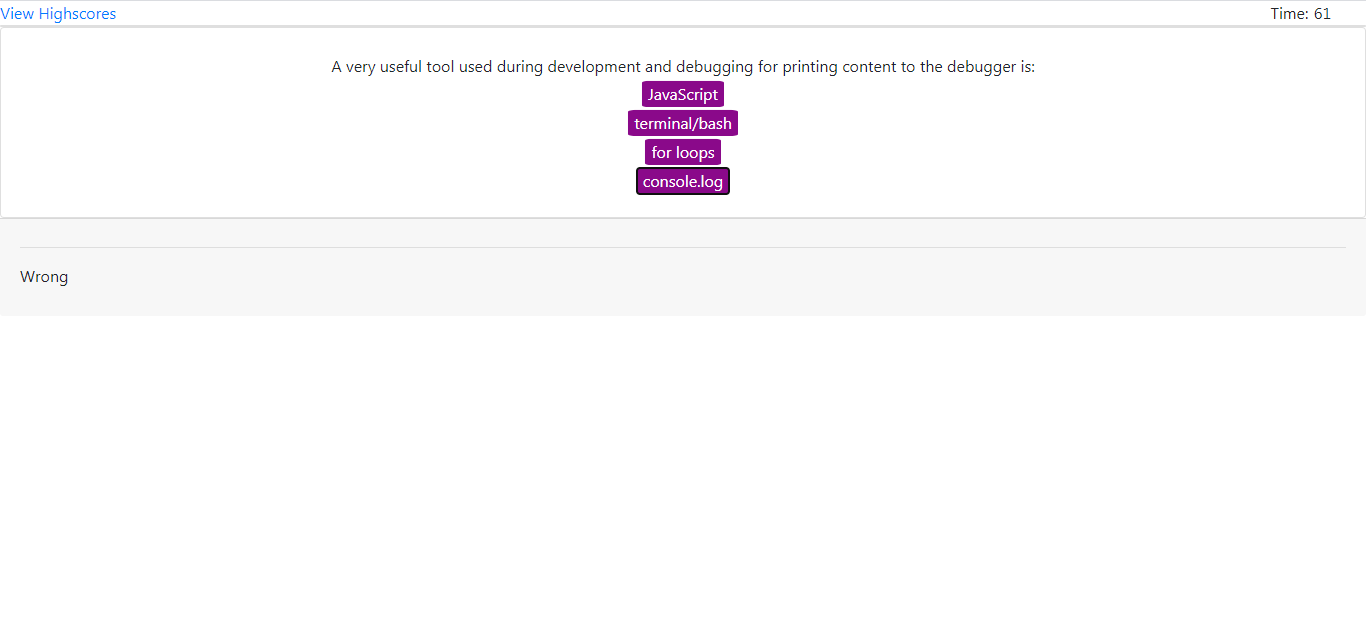 View Highscores
Time: 61
A very useful tool used during development and debugging for printing content to the debugger is:
JavaScript
terminal/bash
for loops
console.log
Wrong